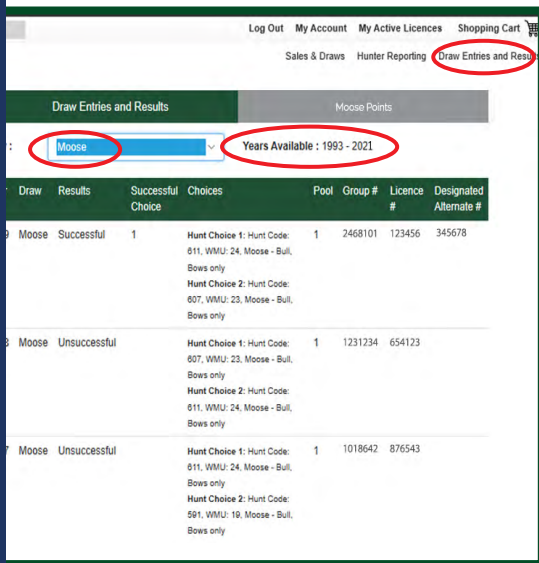 Log Out My Account My Active Licences Shopping Cart
Sales & Draws Hunter Reporting Draw Entries and Results
Draw Entries and Results Moose Points
: Moose Years Available : 1993 - 2021
Draw Results Successful Choices Pool Group # Licence Designated
Choice # Alternate #
9 Moose Successful 1 Hunt Choice 1: Hunt Code: 1 2468101 123456 345678
611, WMU: 24, Moose - Bull,
Bows only
Hunt Choice 2: Hunt Code:
607, WMU: 23, Moose - Bull,
Bows only
3 Moose Unsuccessful Hunt Choice 1: Hunt Code: 1 1231234 654123
607, WMU: 23, Moose - Bull,
Bows only
Hunt Choice 2: Hunt Code:
611, WMU: 24, Moose - Bull,
Bows only
7 Moose Unsuccessful Hunt Choice 1: Hunt Code: 1 1018642 876543
611, WMU: 24, Moose - Bull,
Bows only
Hunt Choice 2: Hunt Code:
591, WMU: 19, Moose - Bull,
Bows only